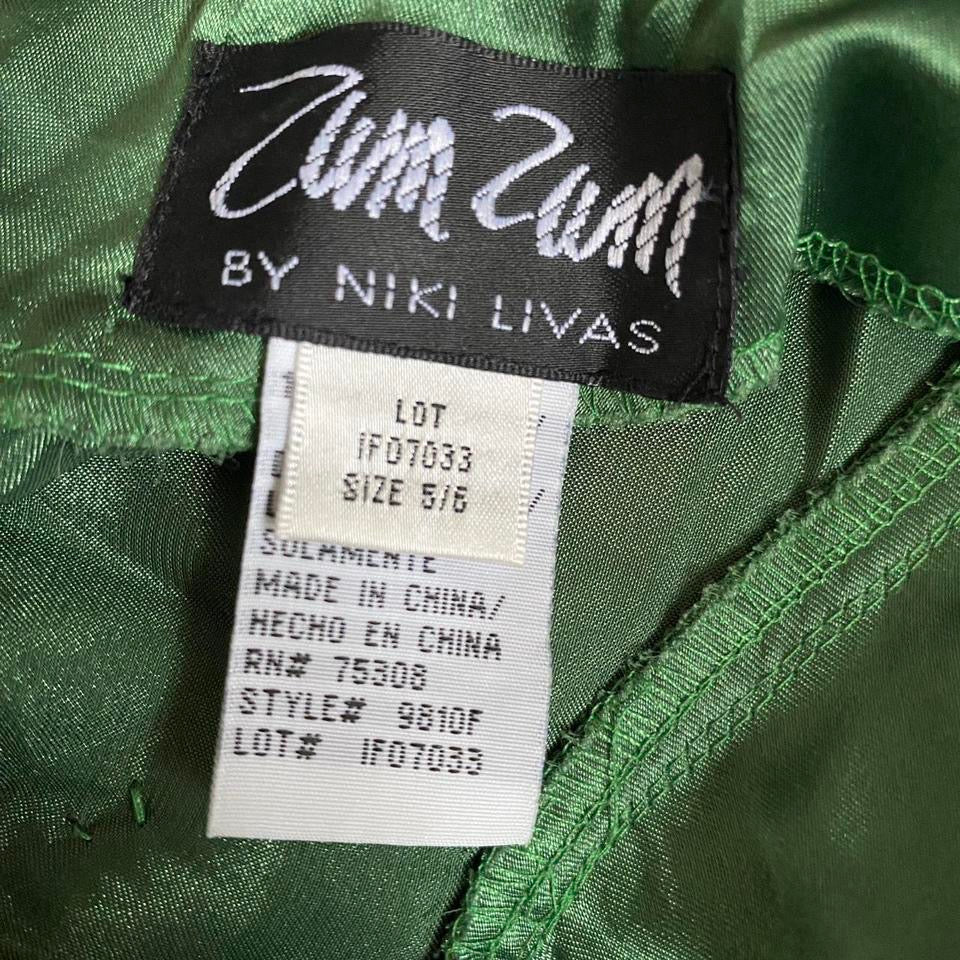 Zum Zum
BY NIKI LIVAS
LOT
IF07033
SIZE 5/6
SOLAMENTE
MADE IN CHINA/
HECHO EN CHINA
RN# 75308
STYLE# 9810F
LOT# IF07033